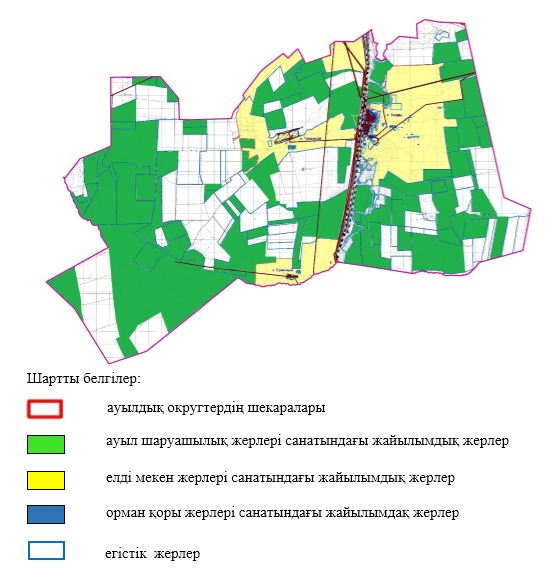 Шартты белгілер:
ауылдық округтердің шекаралары
ауыл шаруашылық жерлері санатындағы жайылымдық жерлер
елді мекен жерлері санатындағы жайылымдық жерлер
орман қоры жерлері санатындағы жайылымдақ жерлер
егістік жерлер